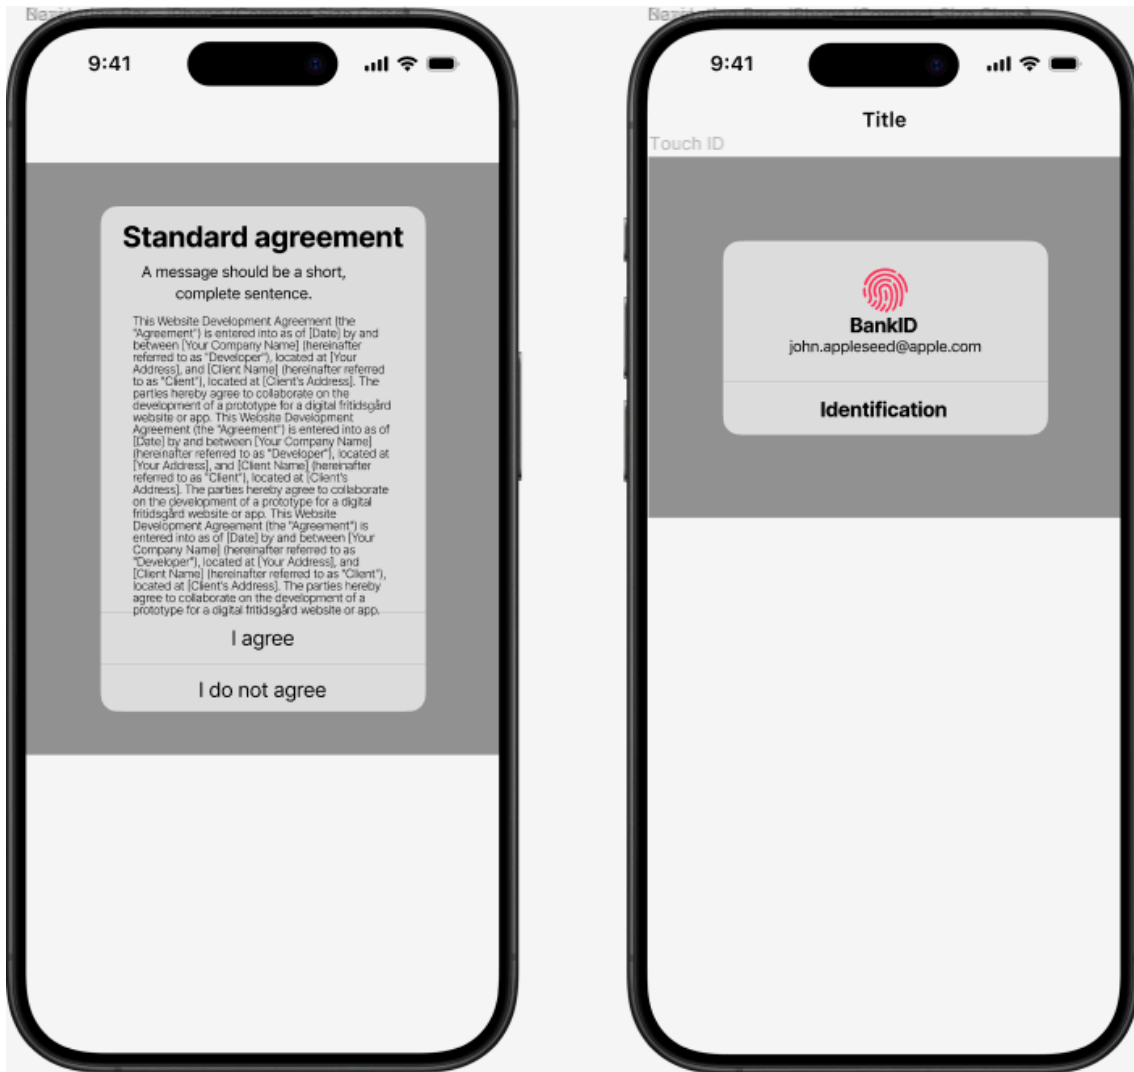 9:41
Standard agreement
A message should be a short,
complete sentence.
This Website Development Agreement (the
"Agreement") is entered into as of [Date] by and
between [Your Company Name] (hereinafter
referred to as "Developer"), located at [Your
Address], and [Client Name] (hereinafter referred
to as "Client"), located at [Client's Address]. The
parties hereby agree to collaborate on the
development of a prototype for a digital fritidsgård
website or app. This Website Development
Agreement (the "Agreement") is entered into as of
[Date] by and between [Your Company Name]
(hereinafter referred to as "Developer"), located at
[Your Address], and [Client Name] (hereinafter
referred to as "Client"), located at [Client's
Address]. The parties hereby agree to collaborate
on the development of a prototype for a digital
fritidsgård website or app. This Website
Development Agreement (the "Agreement") is
entered into as of [Date] by and between [Your
Company Name] (hereinafter referred to as
"Developer"), located at [Your Address], and
[Client Name] (hereinafter referred to as "Client"),
located at [Client's Address]. The parties hereby
agree to collaborate on the development of a
prototype for a digital fritidsgård website or app.
I agree
I do not agree
9:41
Title
Touch ID
BankID
john.appleseed@apple.com
Identification